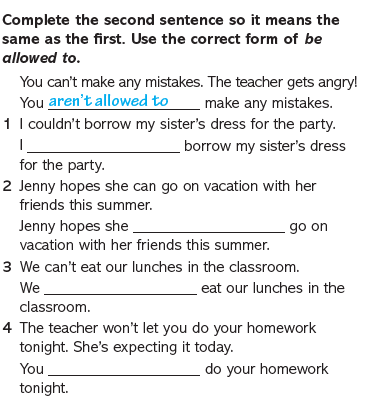 Complete the second sentence so it means the
same as the first. Use the correct form of be
allowed to.
You can't make any mistakes. The teacher gets angry!
You aren't allowed to make any mistakes.
1 I couldn't borrow my sister's dress for the party.
I ____________________ borrow my sister's dress
for the party.
2 Jenny hopes she can go on vacation with her
friends this summer.
Jenny hopes she ____________________ go on
vacation with her friends this summer.
3 We can't eat our lunches in the classroom.
We ____________________ eat our lunches in the
classroom.
4 The teacher won't let you do your homework
tonight. She's expecting it today.
You ____________________ do your homework
tonight.